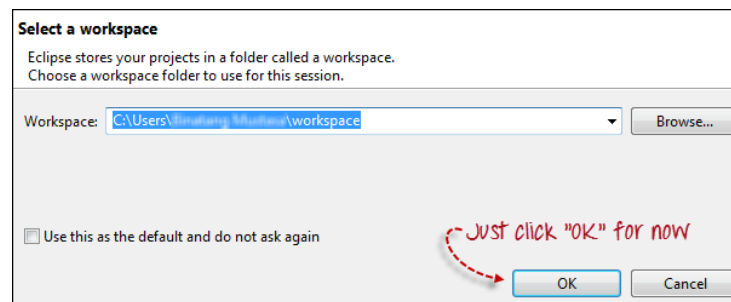 Select a workspace
Eclipse stores your projects in a folder called a workspace.
Choose a workspace folder to use for this session.
Workspace: C:\Users\ \workspace Browse...
Use this as the default and do not ask again
Just click "OK" for now
OK Cancel